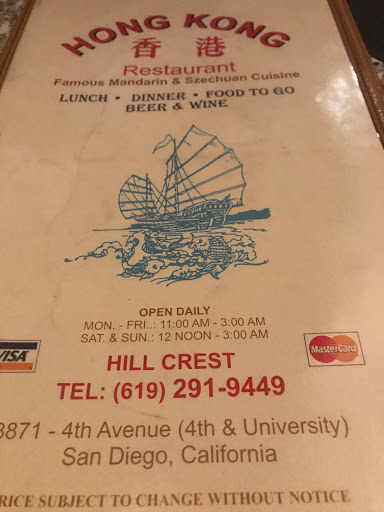 HONG KONG
香 港
Restaurant
Famous Mandarin & Szechuan Cuisine
LUNCH • DINNER • FOOD TO GO
BEER & WINE
OPEN DAILY
MON. - FRI..: 11:00 AM - 3:00 AM
SAT. & SUN.: 12 NOON - 3:00 AM
VISA
MasterCard
HILL CREST
TEL: (619) 291-9449
3871 - 4th Avenue (4th & University)
San Diego, California
RICE SUBJECT TO CHANGE WITHOUT NOTICE